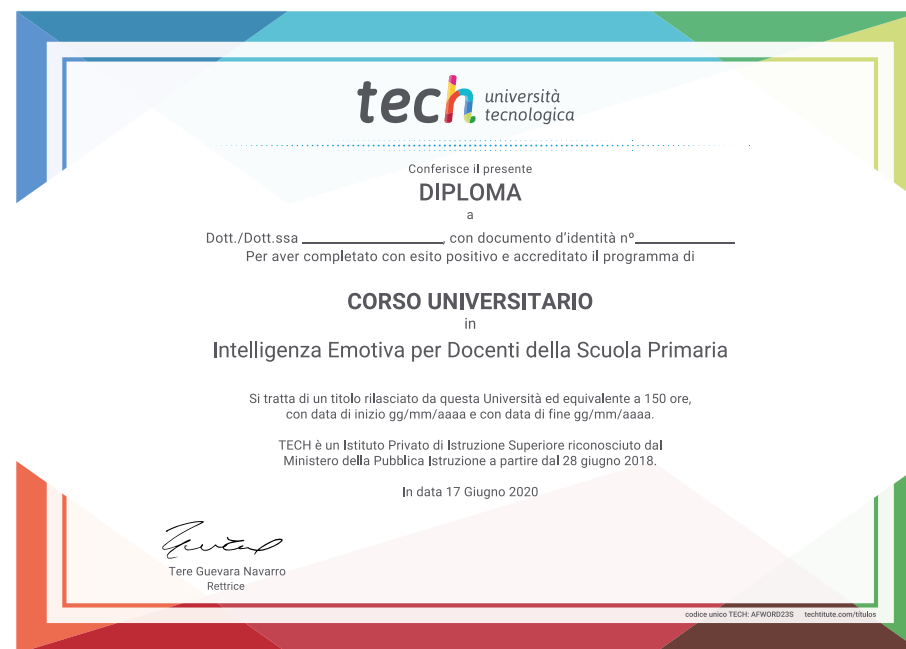 tech università
tecnologica
Conferisce il presente
DIPLOMA
a
Dott./Dott.ssa ____________________, con documento d'identità nº______________
Per aver completato con esito positivo e accreditato il programma di
CORSO UNIVERSITARIO
in
Intelligenza Emotiva per Docenti della Scuola Primaria
Si tratta di un titolo rilasciato da questa Università ed equivalente a 150 ore,
con data di inizio gg/mm/aaaa e con data di fine gg/mm/aaaa.
TECH è un Istituto Privato di Istruzione Superiore riconosciuto dal
Ministero della Pubblica Istruzione a partire dal 28 giugno 2018.
In data 17 Giugno 2020
Tere Guevara Navarro
Rettrice
codice unico TECH: AFWORD23S techtitute.com/titulos